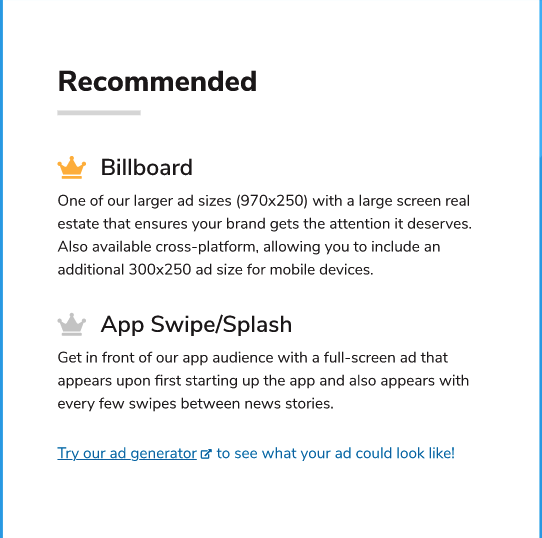 Recommended
Billboard
One of our larger ad sizes (970x250) with a large screen real
estate that ensures your brand gets the attention it deserves.
Also available cross-platform, allowing you to include an
additional 300x250 ad size for mobile devices.
App Swipe/Splash
Get in front of our app audience with a full-screen ad that
appears upon first starting up the app and also appears with
every few swipes between news stories.
Try our ad generator to see what your ad could look like!